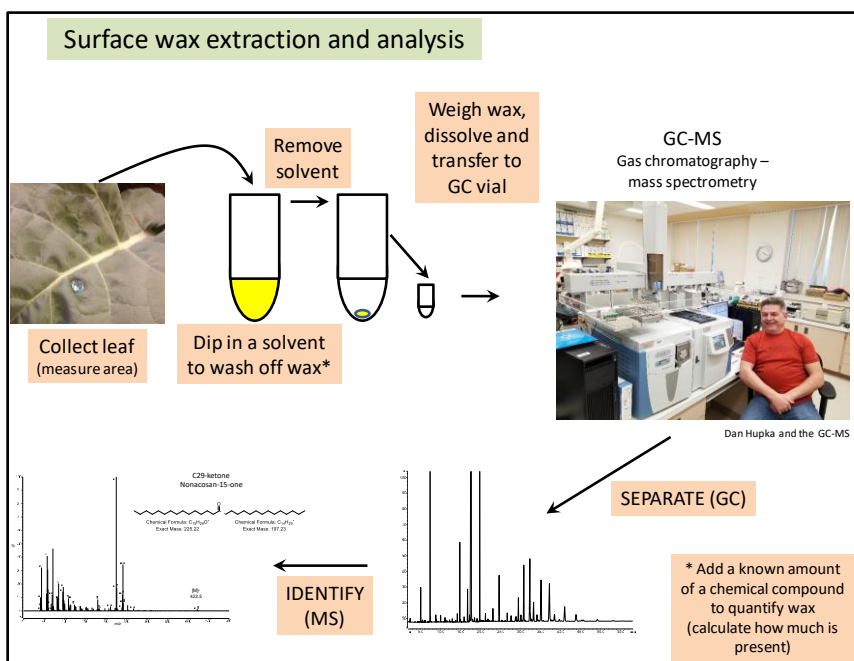 Surface wax extraction and analysis
Remove
solvent
Weigh wax,
dissolve and
transfer to
GC vial
GC-MS
Gas chromatography –
mass spectrometry
Collect leaf
(measure area)
Dip in a solvent
to wash off wax*
Dan Hupka and the GC-MS
C29-ketone
Nonacosan-15-one
O
Chemical Formula:
Exact Mass: 225.22
Chemical Formula:
Exact Mass: 197.23
SEPARATE (GC)
IDENTIFY
(MS)
422.5
* Add a known amount
of a chemical compound
to quantify wax
(calculate how much is
present)